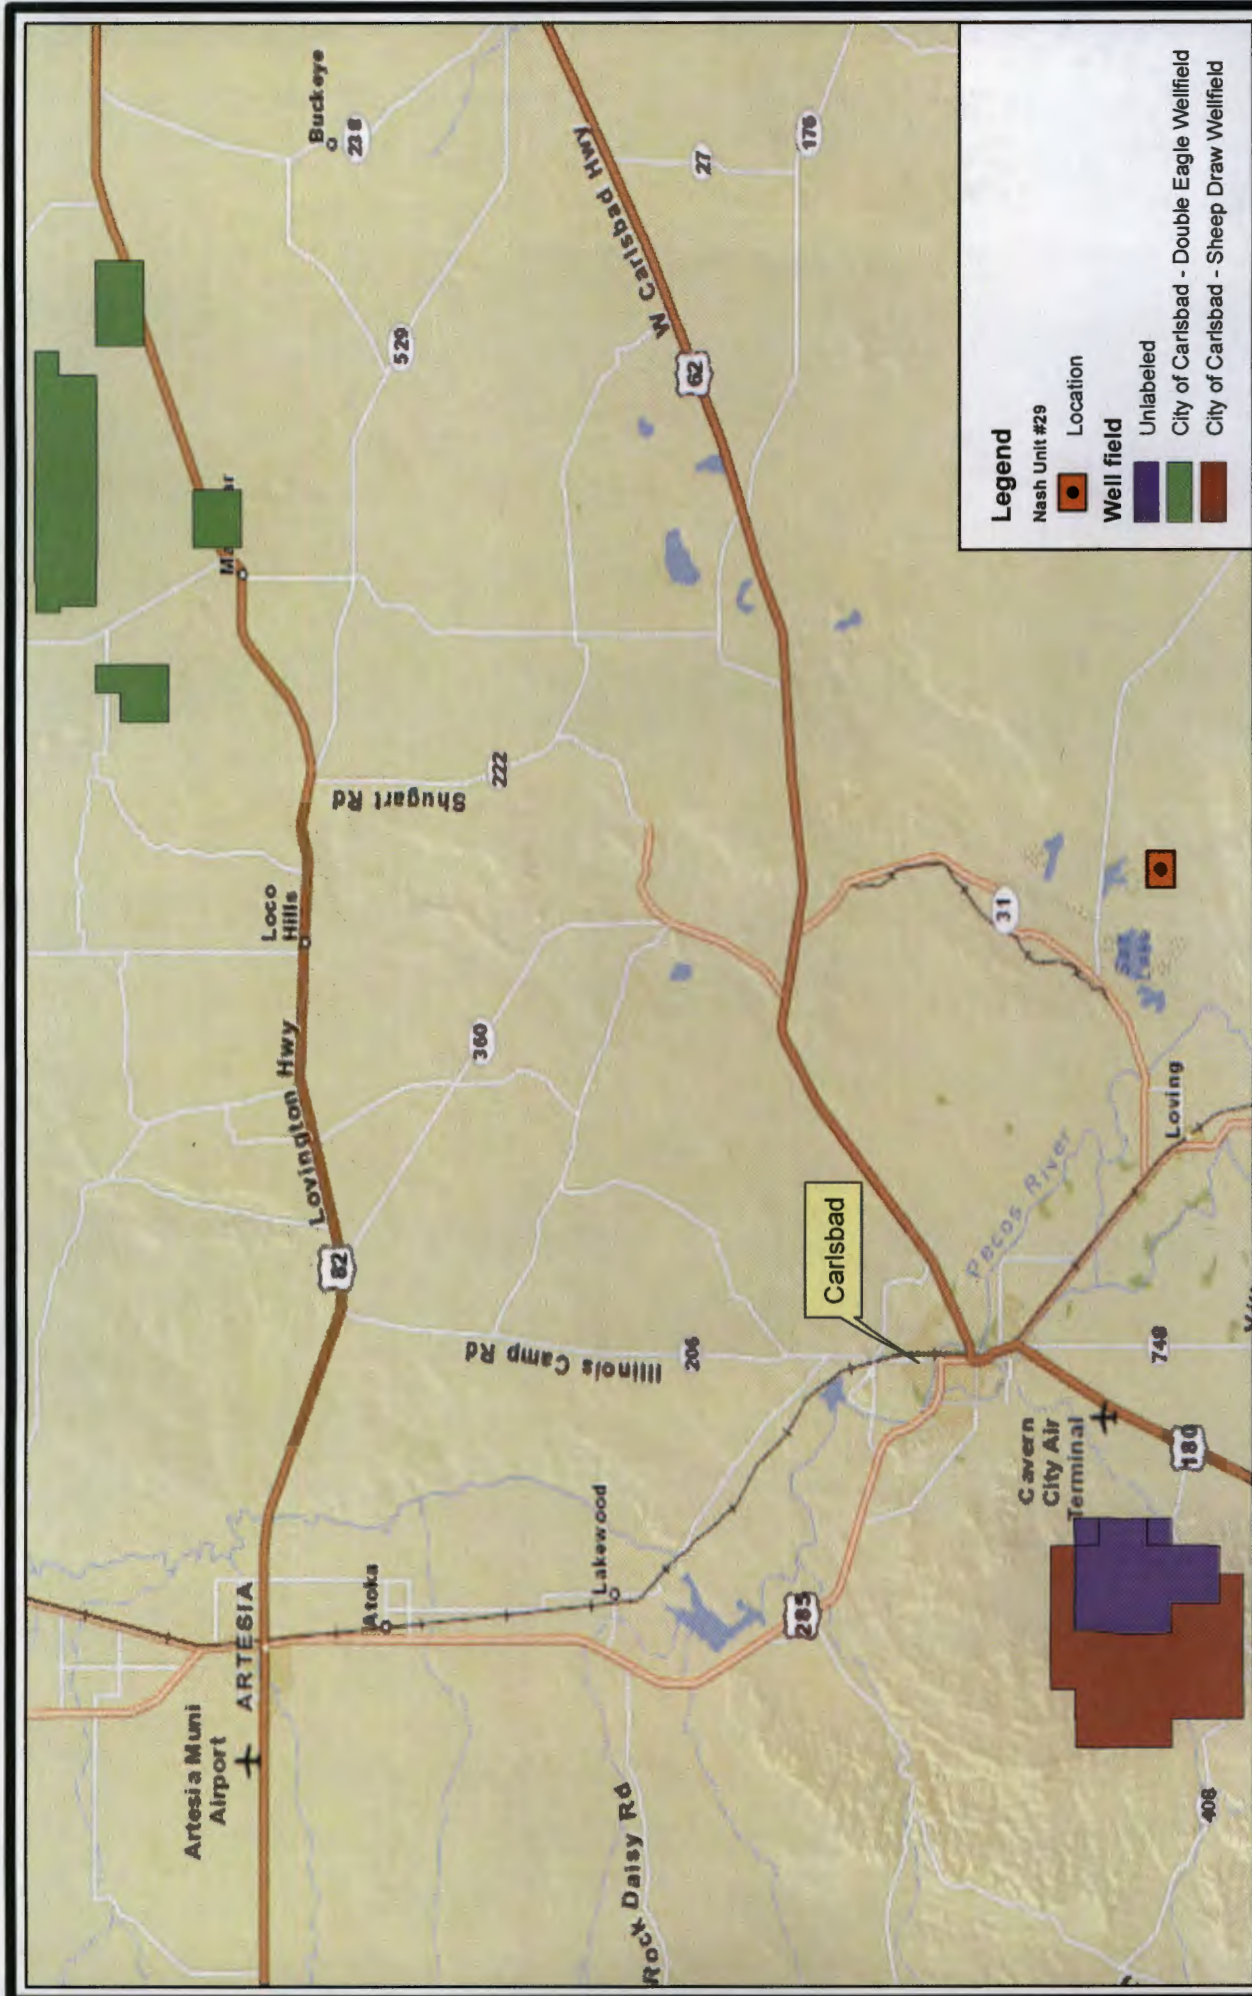 Artesia Muni
Airport
ARTESIA
82
Lovington Hwy
Loco
Hills
Buckeye
238
Atoka
Shugart Rd
529
360
222
Illinois Camp Rd
Lakewood
Rock Daisy Rd
206
W Carlsbad Hwy
62
27
176
285
Carlsbad
Pecos River
31
Cavern
City Air
Terminal
748
Loving
180
408
Legend
Nash Unit #29
Location
Well field
Unlabeled
City of Carlsbad - Double Eagle Wellfield
City of Carlsbad - Sheep Draw Wellfield